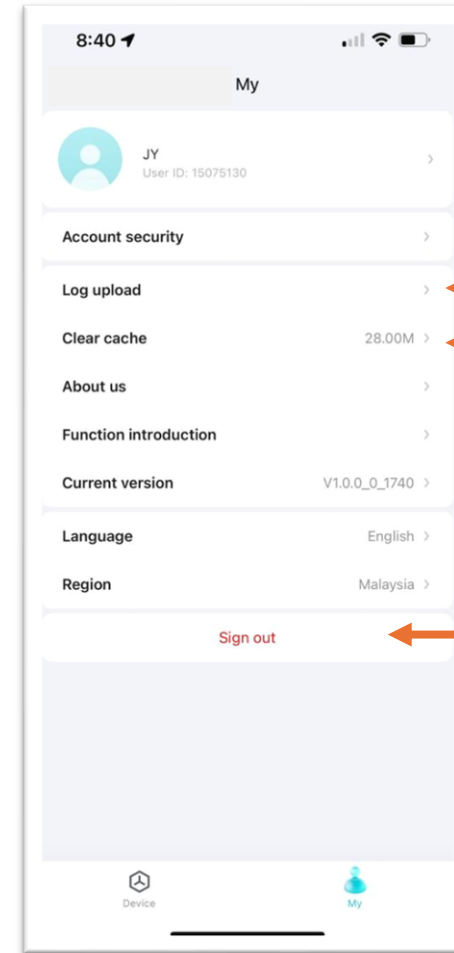 8:40
My
JY
User ID: 15075130
Account security
Log upload
Clear cache 28.00M
About us
Function introduction
Current version V1.0.0_0_1740
Language English
Region Malaysia
Sign out
Device My